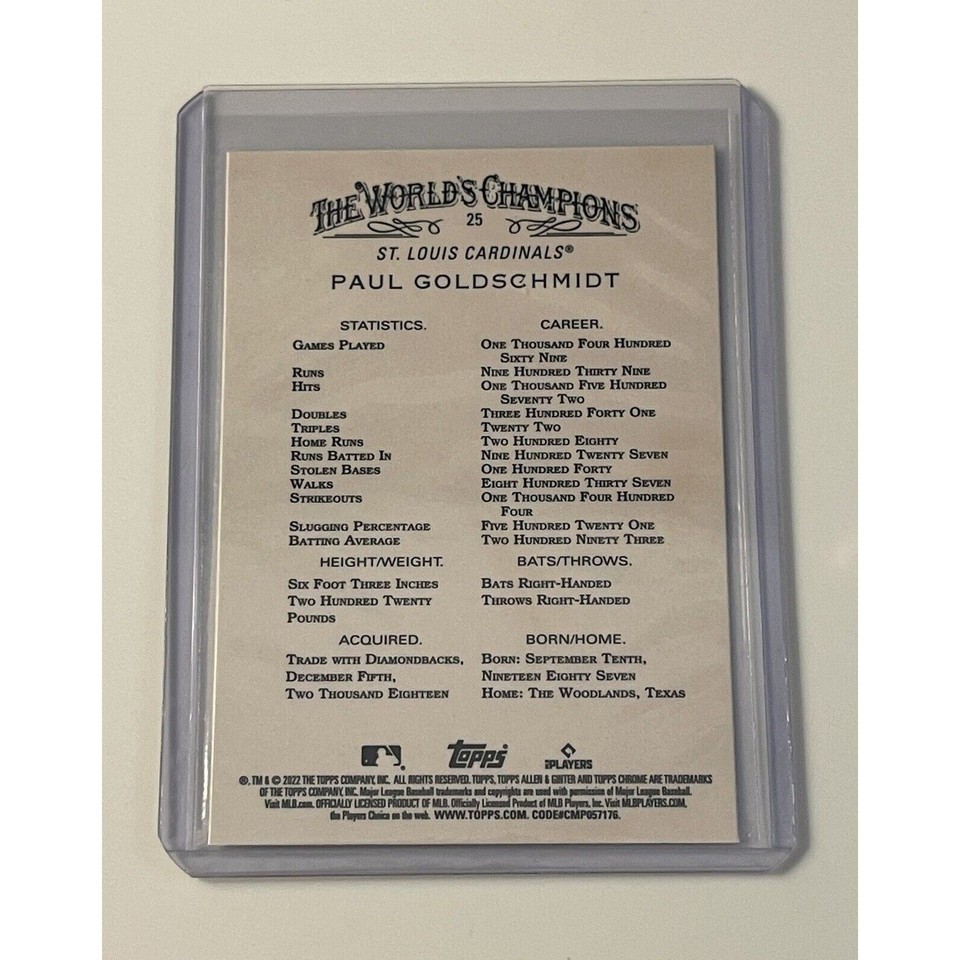 THE WORLD'S CHAMPIONS
25
ST. LOUIS CARDINALS®
PAUL GOLDSCHMIDT
STATISTICS. CAREER.
GAMES PLAYED ONE THOUSAND FOUR HUNDRED
SIXTY NINE
RUNS NINE HUNDRED THIRTY NINE
HITS ONE THOUSAND FIVE HUNDRED
SEVENTY TWO
DOUBLES THREE HUNDRED FORTY ONE
TRIPLES TWENTY TWO
HOME RUNS TWO HUNDRED EIGHTY
RUNS BATTED IN NINE HUNDRED TWENTY SEVEN
STOLEN BASES ONE HUNDRED FORTY
WALKS EIGHT HUNDRED THIRTY SEVEN
STRIKEOUTS ONE THOUSAND FOUR HUNDRED
FOUR
SLUGGING PERCENTAGE FIVE HUNDRED TWENTY ONE
BATTING AVERAGE TWO HUNDRED NINETY THREE
HEIGHT/WEIGHT. BATS/THROWS.
SIX FOOT THREE INCHES BATS RIGHT-HANDED
TWO HUNDRED TWENTY THROWS RIGHT-HANDED
POUNDS
ACQUIRED. BORN/HOME.
TRADE WITH DIAMONDBACKS, BORN: SEPTEMBER TENTH,
DECEMBER FIFTH, NINETEEN EIGHTY SEVEN
TWO THOUSAND EIGHTEEN HOME: THE WOODLANDS, TEXAS
Topps PLAYERS
®, TM & © 2022 THE TOPPS COMPANY, INC. ALL RIGHTS RESERVED. TOPPS, TOPPS ALLEN & GINTER AND TOPPS CHROME ARE TRADEMARKS
OF THE TOPPS COMPANY, INC. Major League Baseball trademarks and copyrights are used with permission of Major League Baseball.
Visit MLB.com. OFFICIALLY LICENSED PRODUCT OF MLB. Officially Licensed Product of MLB Players, Inc. Visit MLBPLAYERS.COM,
the Players Choice on the web. WWW.TOPPS.COM. CODE#CMP057176.